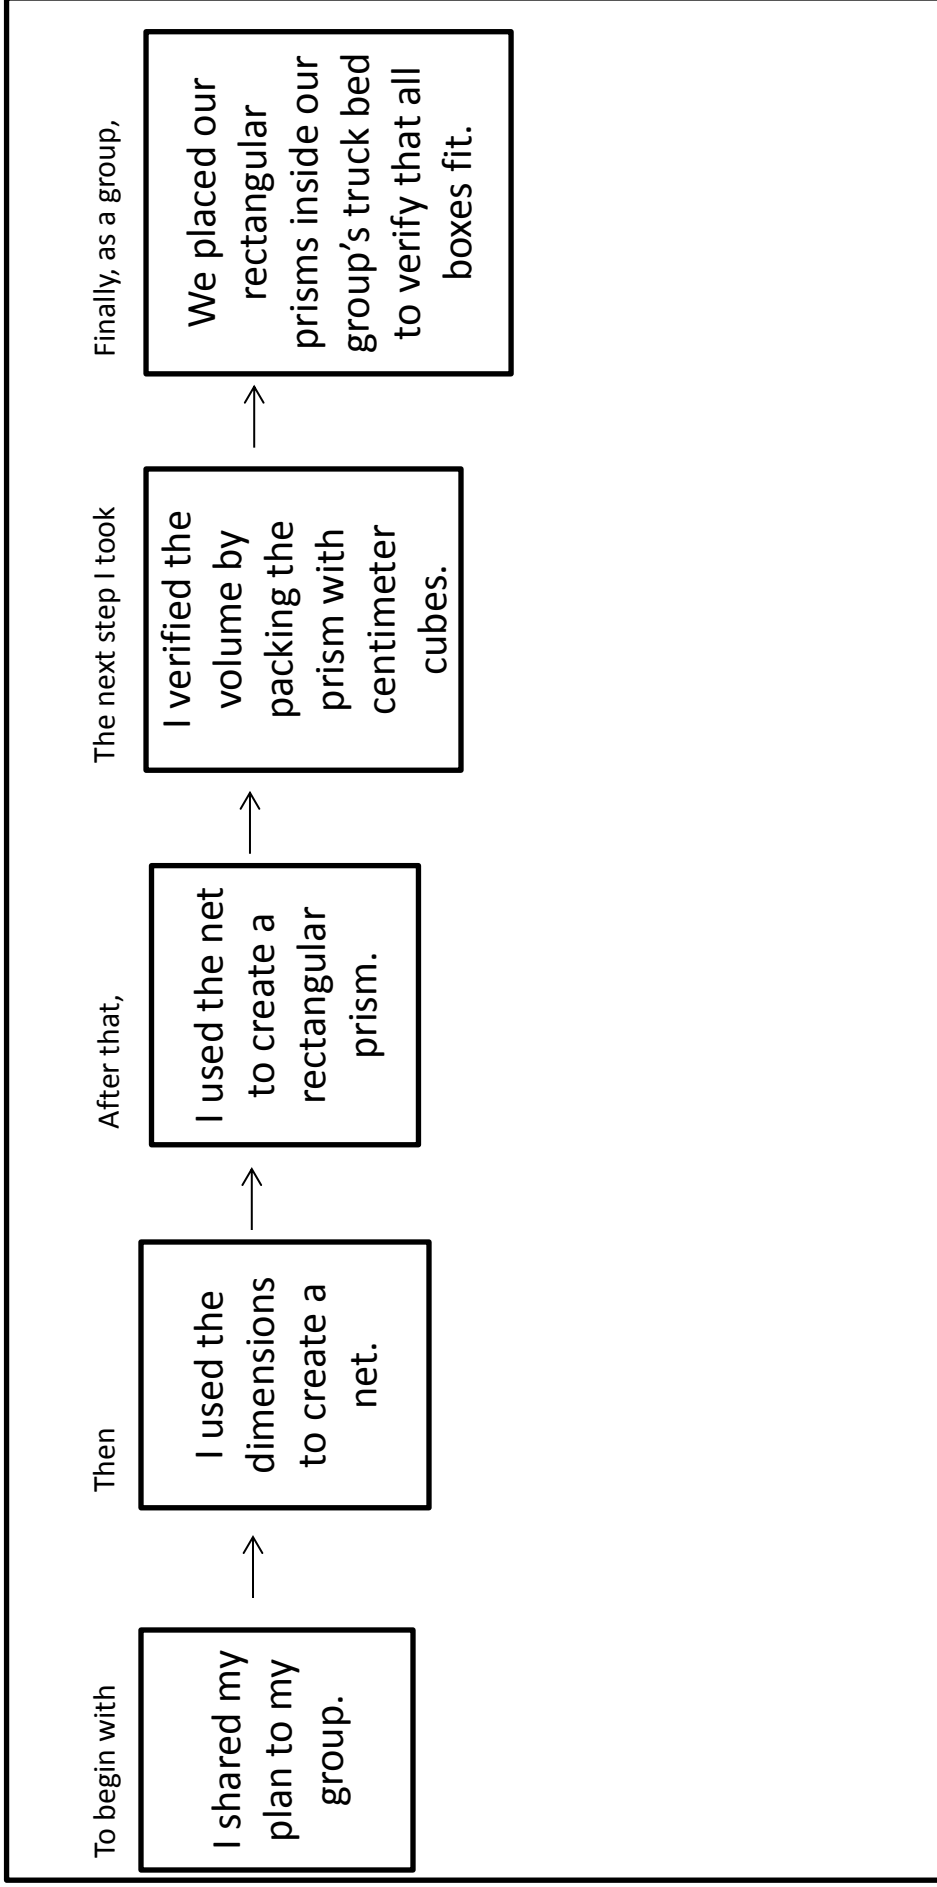 To begin with
I shared my
plan to my
group.
Then
I used the
dimensions
to create a
net.
After that,
I used the net
to create a
rectangular
prism.
The next step I took
I verified the
volume by
packing the
prism with
centimeter
cubes.
Finally, as a group,
We placed our
rectangular
prisms inside our
group’s truck bed
to verify that all
boxes fit.